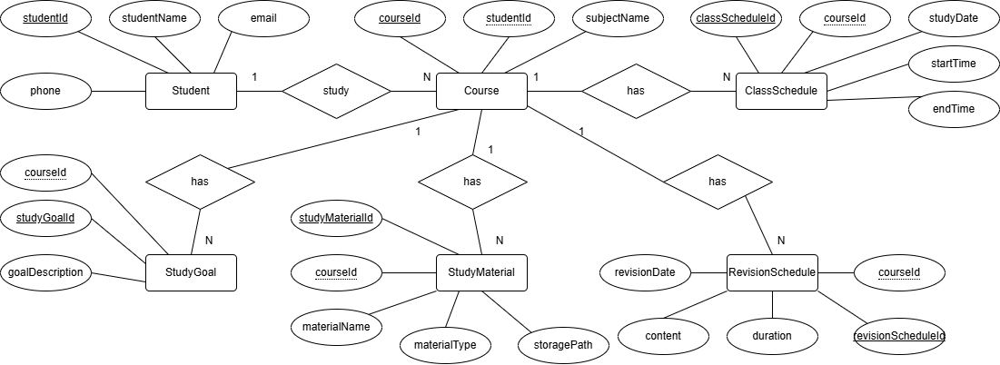 studentId
studentName
email
courseId
studentId
subjectName
classScheduleId
courseId
studyDate
phone
Student
1
study
N
Course
1
has
N
ClassSchedule
startTime
endTime
1
1
1
courseId
has
has
has
studyGoalId
studyMaterialId
N
N
N
goalDescription
StudyGoal
courseId
StudyMaterial
revisionDate
RevisionSchedule
courseId
materialName
materialType
storagePath
content
duration
revisionScheduleId